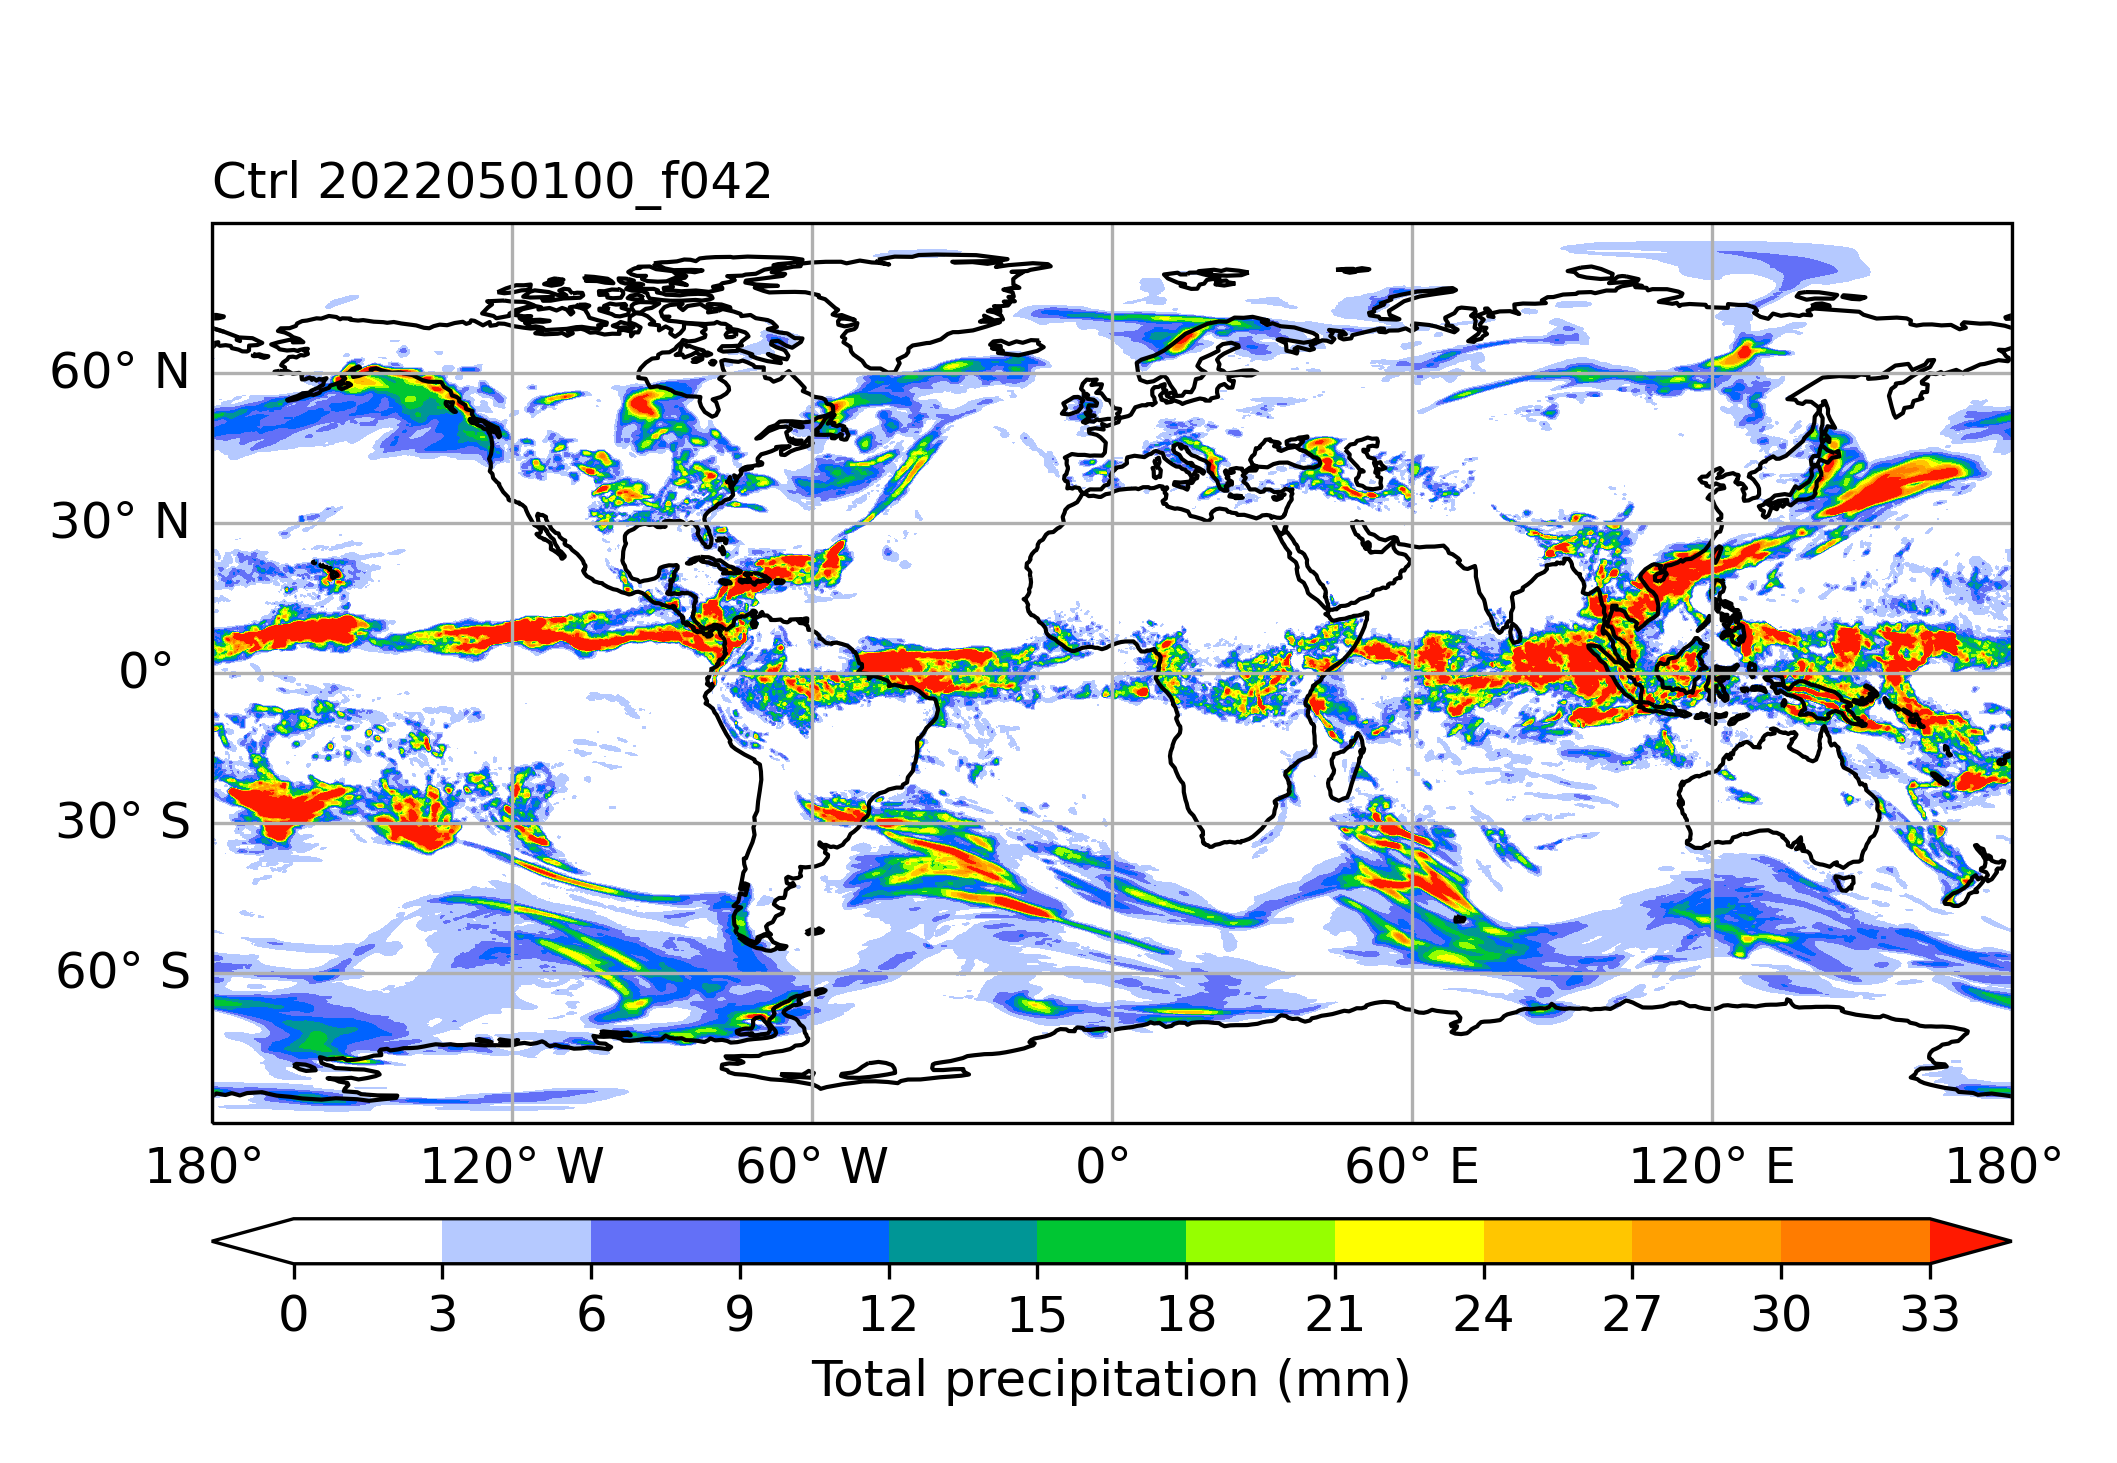 Ctrl 2022050100_f042
60° N
30° N
0°
30° S
60° S
180° 120° W 60° W 0° 60° E 120° E 180°
0 3 6 9 12 15 18 21 24 27 30 33
Total precipitation (mm)